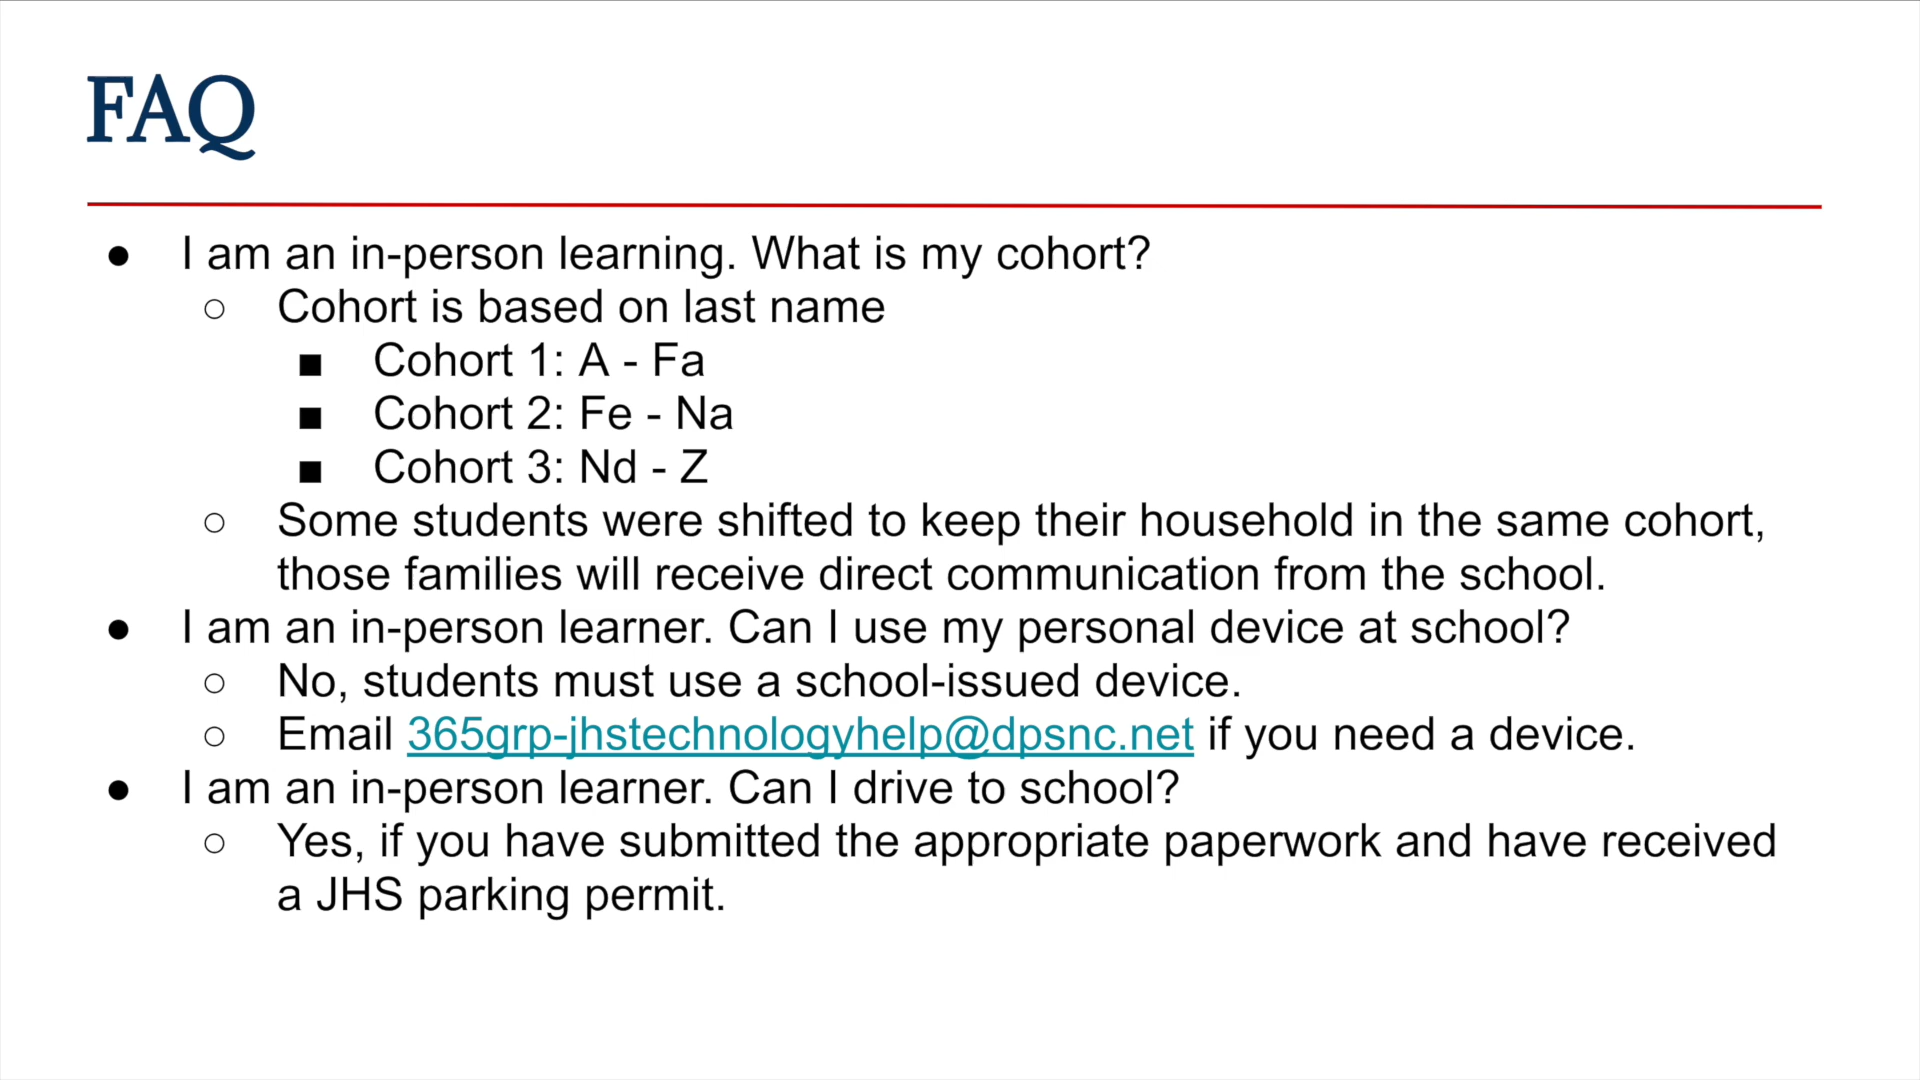 FAQ
● I am an in-person learning. What is my cohort?
○ Cohort is based on last name
■ Cohort 1: A - Fa
■ Cohort 2: Fe - Na
■ Cohort 3: Nd - Z
○ Some students were shifted to keep their household in the same cohort,
those families will receive direct communication from the school.
● I am an in-person learner. Can I use my personal device at school?
○ No, students must use a school-issued device.
○ Email 365grp-jhstechnologyhelp@dpsnc.net if you need a device.
● I am an in-person learner. Can I drive to school?
○ Yes, if you have submitted the appropriate paperwork and have received
a JHS parking permit.